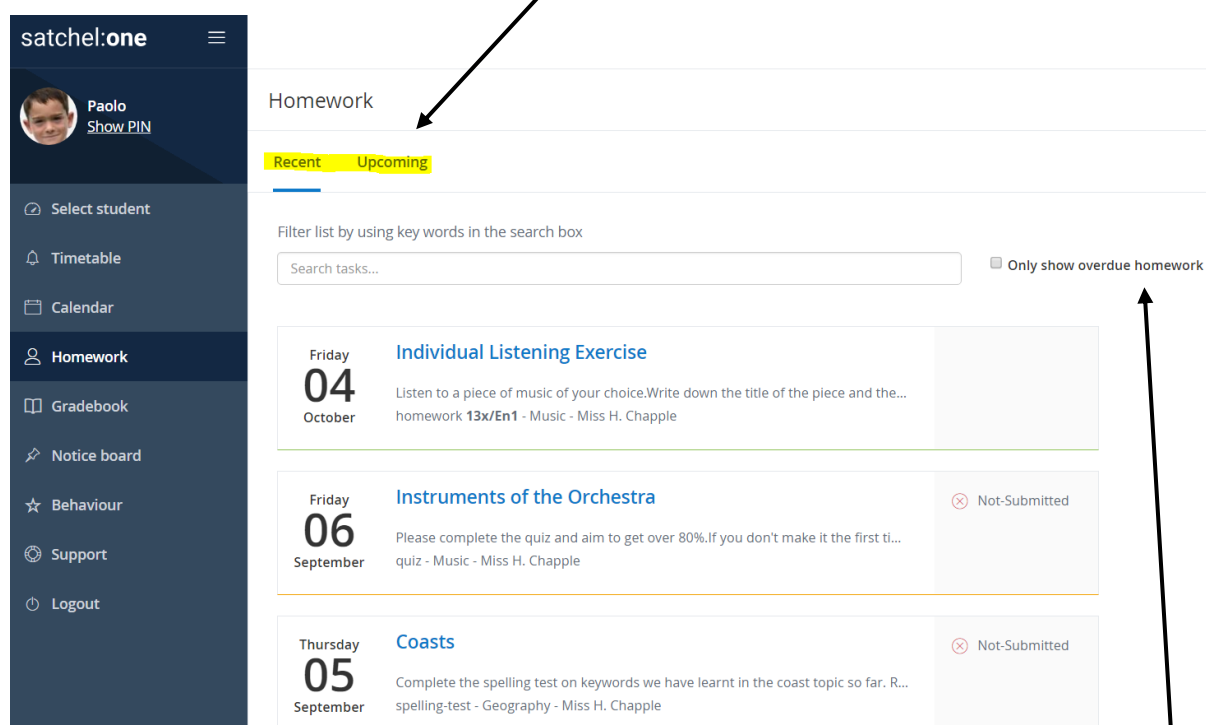 satchel:one
Paolo
Show PIN
Select student
Timetable
Calendar
Homework
Gradebook
Notice board
Behaviour
Support
Logout
Homework
Recent Upcoming
Filter list by using key words in the search box
Search tasks...
Only show overdue homework
Friday
04
October
Individual Listening Exercise
Listen to a piece of music of your choice.Write down the title of the piece and the...
homework 13x/En1 - Music - Miss H. Chapple
Friday
06
September
Instruments of the Orchestra
Please complete the quiz and aim to get over 80%.If you don't make it the first ti...
quiz - Music - Miss H. Chapple
Not-Submitted
Thursday
05
September
Coasts
Complete the spelling test on keywords we have learnt in the coast topic so far. R...
spelling-test - Geography - Miss H. Chapple
Not-Submitted